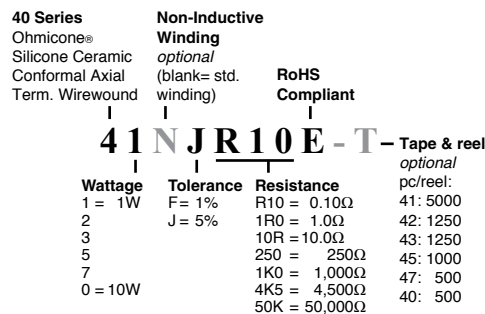 40 Series
Ohmicone®
Silicone Ceramic
Conformal Axial
Term. Wirewound
Non-Inductive
Winding
optional
(blank= std.
winding)
RoHS
Compliant
41NJR10E-T
Tape & reel
optional
pc/reel:
41: 5000
42: 1250
43: 1250
45: 1000
47: 500
40: 500
Wattage
1 = 1W
2
3
5
7
0 = 10W
Tolerance
F= 1%
J= 5%
Resistance
R10 = 0.10Ω
1R0 = 1.0Ω
10R =10.0Ω
250 = 250Ω
1K0 = 1,000Ω
4K5 = 4,500Ω
50K = 50,000Ω